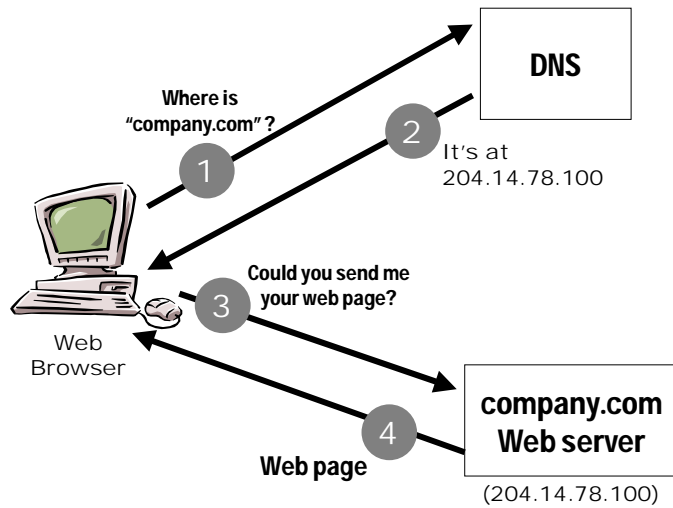 DNS
Where is
"company.com" ?
1
2
It's at
204.14.78.100
Could you send me
your web page?
3
Web
Browser
company.com
Web server
4
Web page
(204.14.78.100)